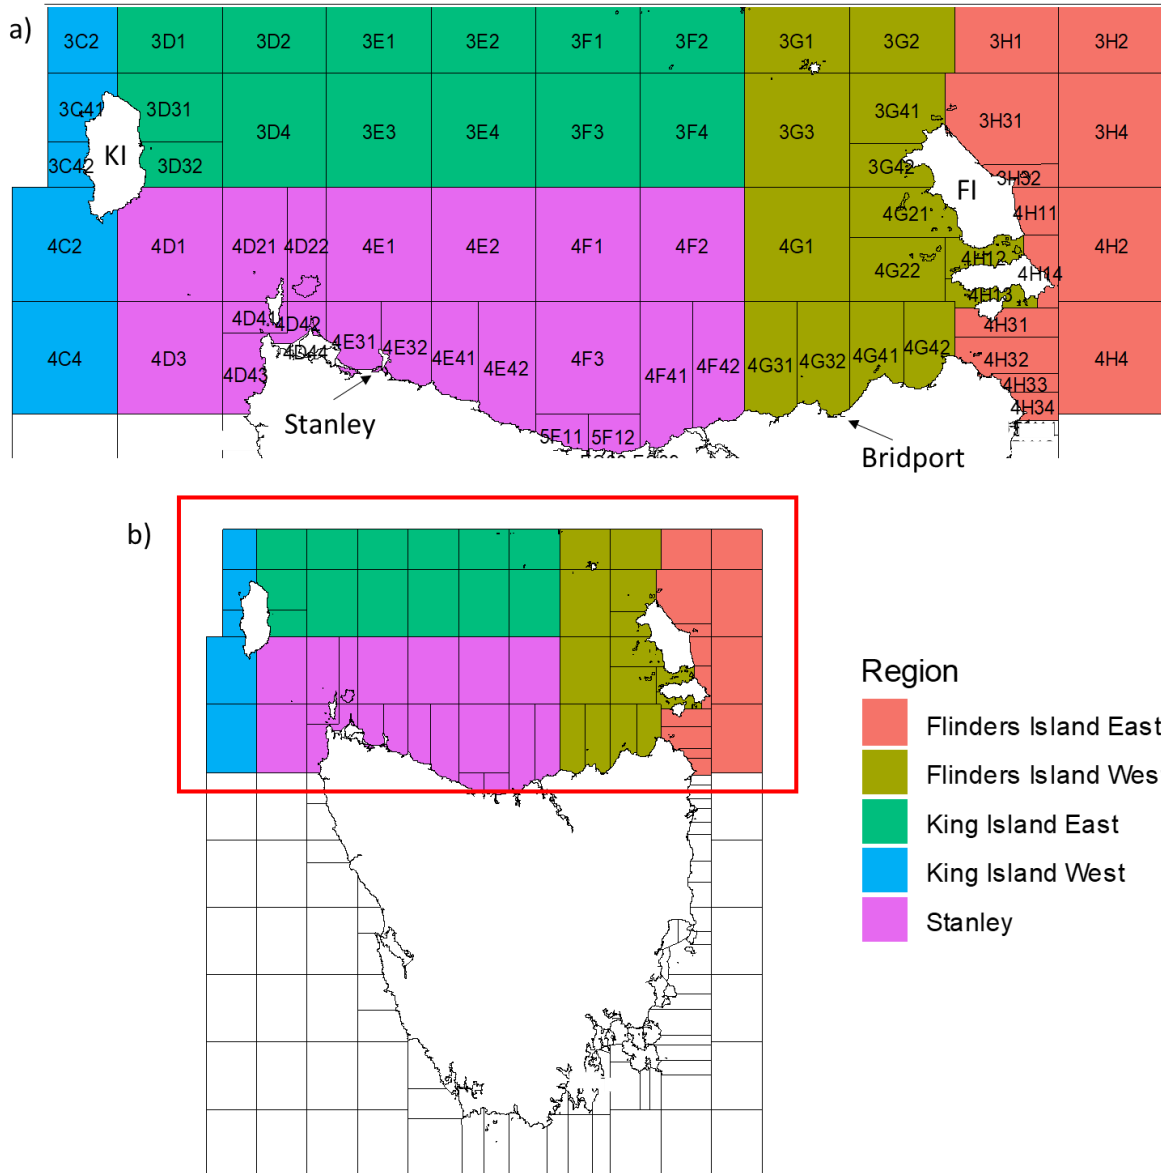 a)
3C2 3D1 3D2 3E1 3E2 3F1 3F2 3G1 3G2 3H1 3H2
3C41 3D31 3D4 3E3 3E4 3F3 3F4 3G3 3G41 3H31 3H4
KI
3C42 3D32 3G42 3H32
FI
4G21 4H11
4C2 4D1 4D21 4D22 4E1 4E2 4F1 4F2 4G1 4H2
4G22 4H12 4H14
4H13
4D42 4H31
4C4 4D3 4D44 4E31 4E32 4E41 4E42 4F3 4F41 4F42 4G31 4G32 4G41 4G42 4H32 4H4
4D43 4H33
4H34
Stanley
5F11 5F12
Bridport
b)
Region
Flinders Island East
Flinders Island Wes
King Island East
King Island West
Stanley